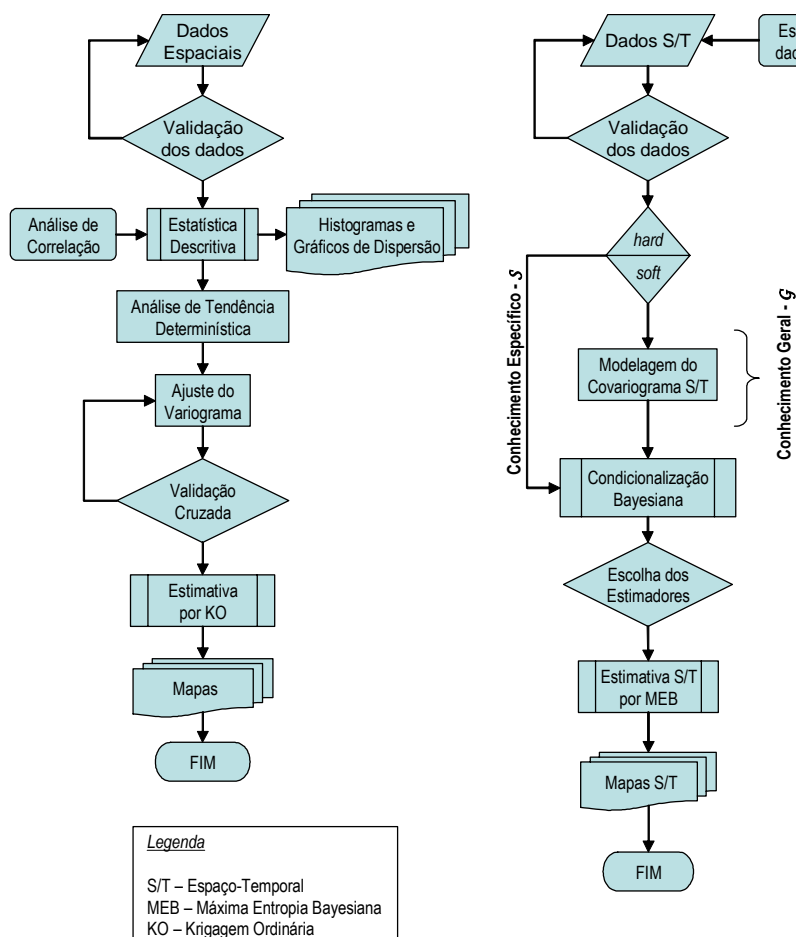 Dados
Espaciais
Validação
dos dados
Análise de
Correlação
Estatística
Descritiva
Histogramas e
Gráficos de Dispersão
Análise de Tendência
Determinística
Ajuste do
Variograma
Validação
Cruzada
Estimativa
por KO
Mapas
FIM
Legenda
S/T – Espaço-Temporal
MEB – Máxima Entropia Bayesiana
KO – Krigagem Ordinária
Dados S/T
Validação
dos dados
hard
soft
Conhecimento Específico - S
Modelagem do
Covariograma S/T
Conhecimento Geral - G
Condicionalização
Bayesiana
Escolha dos
Estimadores
Estimativa S/T
por MEB
Mapas S/T
FIM